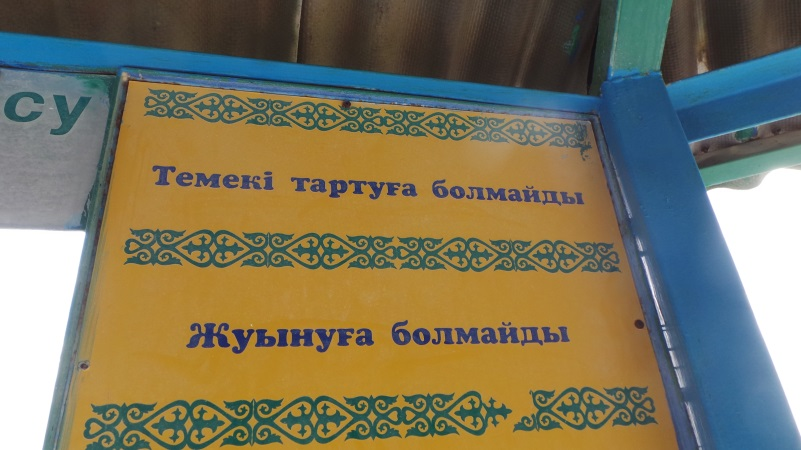 су
Темекі тартуға болмайды
Жуынуға болмайды